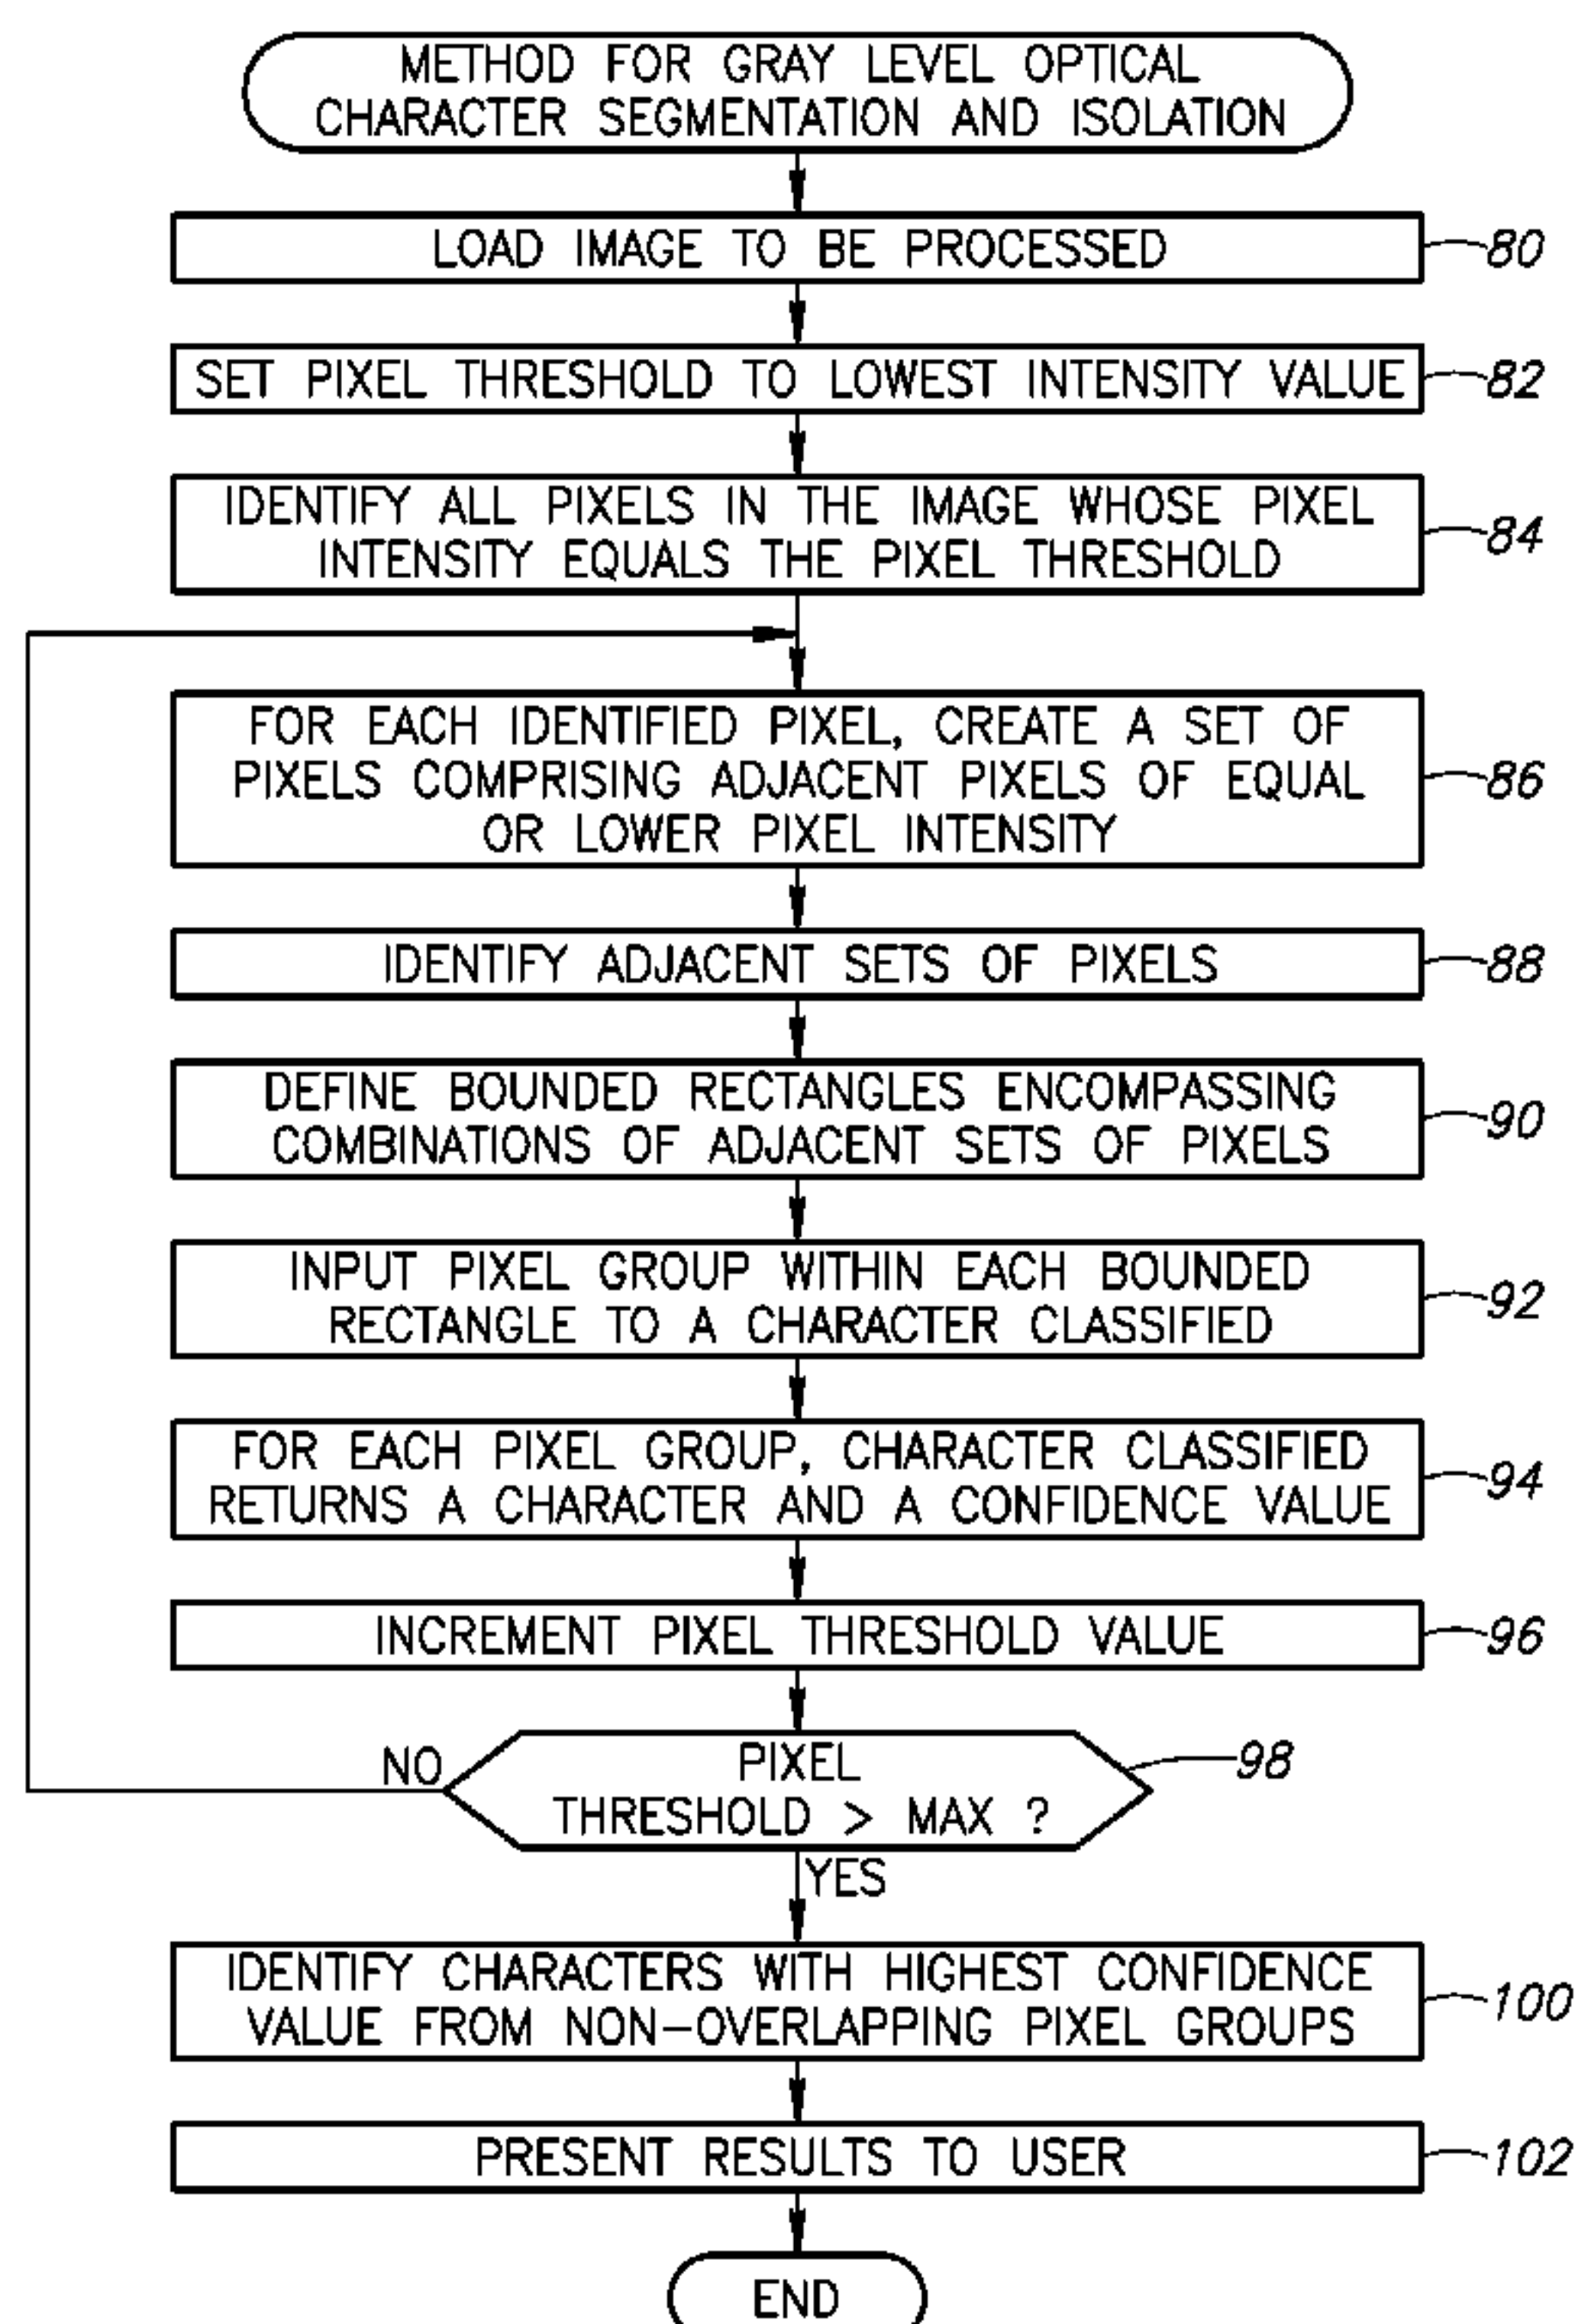 METHOD FOR GRAY LEVEL OPTICAL
CHARACTER SEGMENTATION AND ISOLATION
LOAD IMAGE TO BE PROCESSED
80
SET PIXEL THRESHOLD TO LOWEST INTENSITY VALUE
82
IDENTIFY ALL PIXELS IN THE IMAGE WHOSE PIXEL
INTENSITY EQUALS THE PIXEL THRESHOLD
84
FOR EACH IDENTIFIED PIXEL, CREATE A SET OF
PIXELS COMPRISING ADJACENT PIXELS OF EQUAL
OR LOWER PIXEL INTENSITY
86
IDENTIFY ADJACENT SETS OF PIXELS
88
DEFINE BOUNDED RECTANGLES ENCOMPASSING
COMBINATIONS OF ADJACENT SETS OF PIXELS
90
INPUT PIXEL GROUP WITHIN EACH BOUNDED
RECTANGLE TO A CHARACTER CLASSIFIED
92
FOR EACH PIXEL GROUP, CHARACTER CLASSIFIED
RETURNS A CHARACTER AND A CONFIDENCE VALUE
94
INCREMENT PIXEL THRESHOLD VALUE
96
NO
PIXEL
THRESHOLD > MAX ?
98
YES
IDENTIFY CHARACTERS WITH HIGHEST CONFIDENCE
VALUE FROM NON-OVERLAPPING PIXEL GROUPS
100
PRESENT RESULTS TO USER
102
END